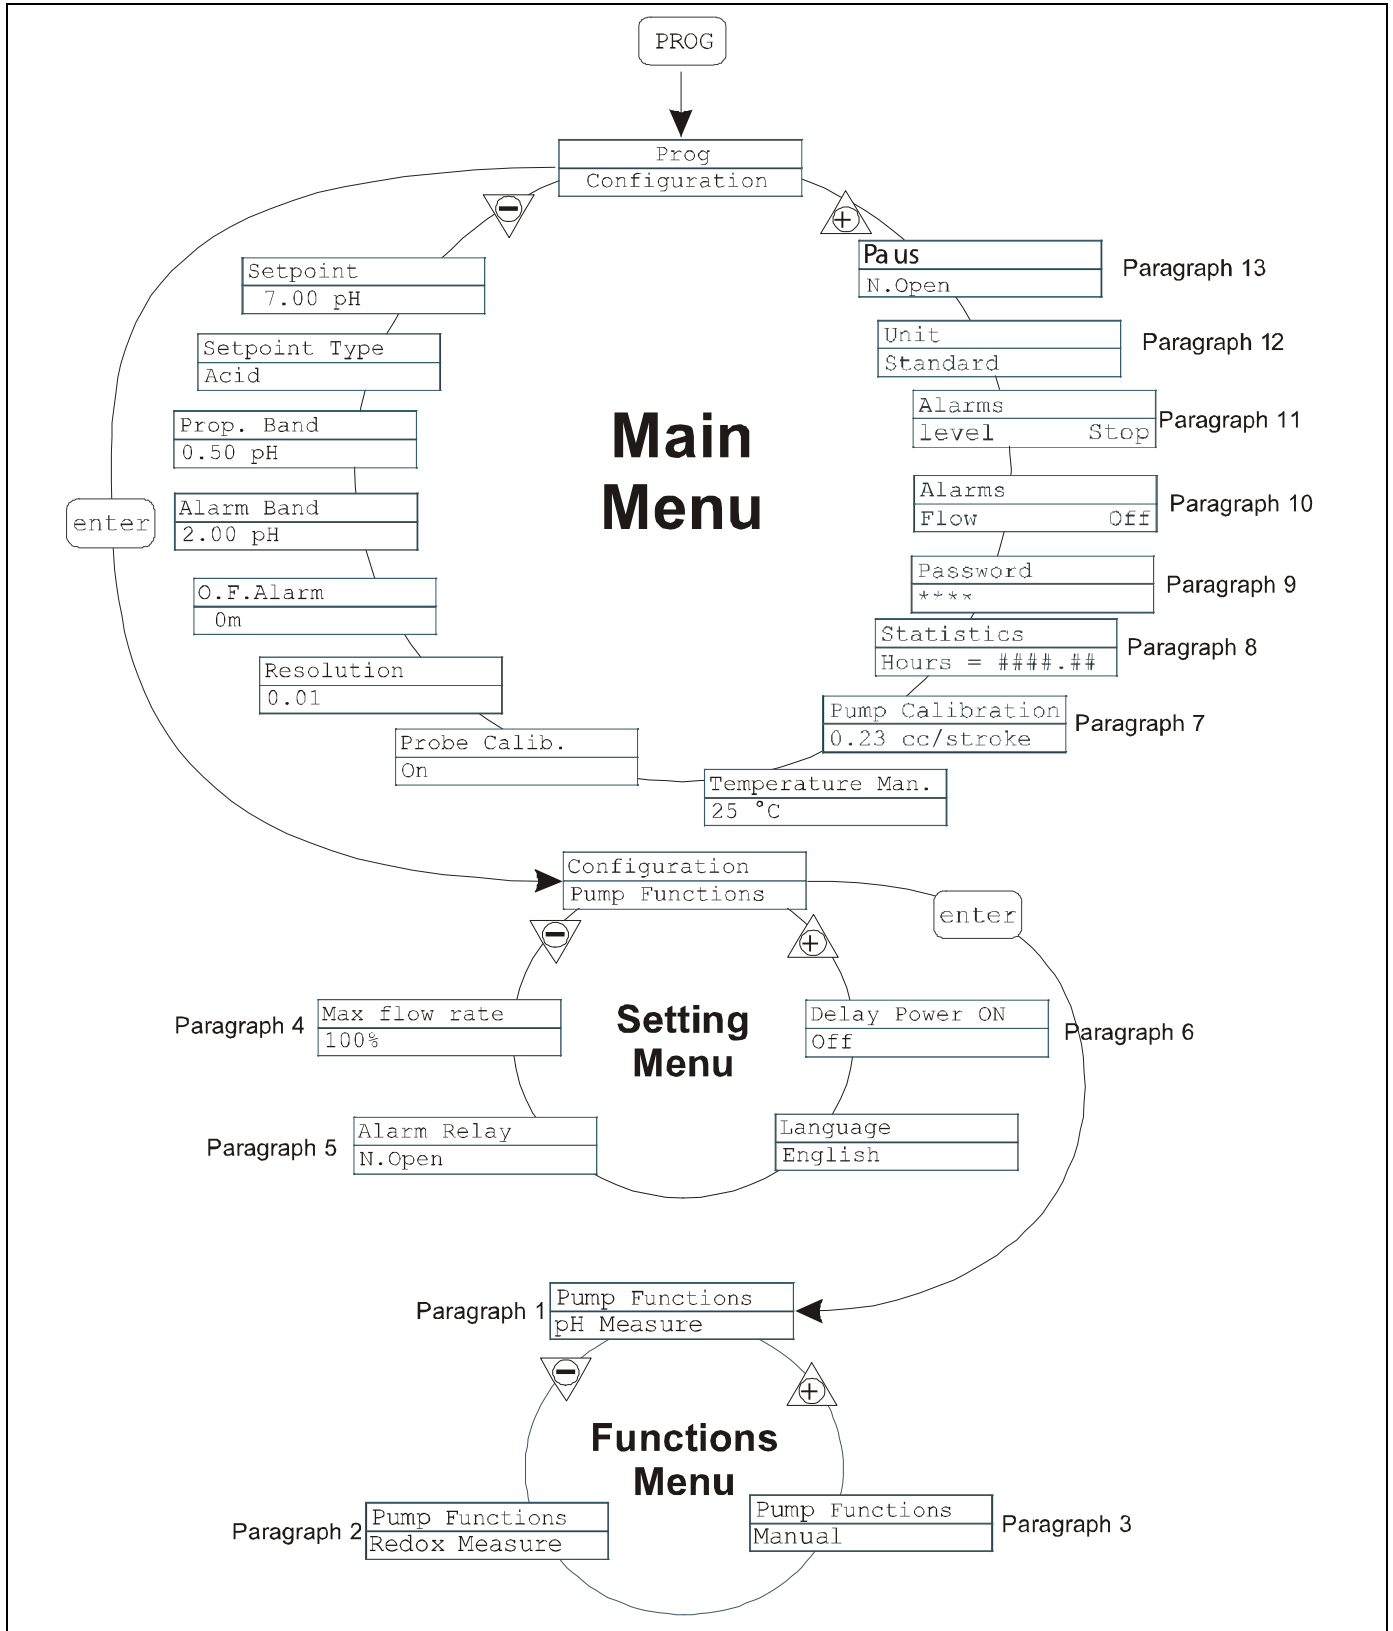 PROG
Prog
Configuration
Setpoint
7.00 pH
Setpoint Type
Acid
Prop. Band
0.50 pH
Alarm Band
2.00 pH
O.F.Alarm
0m
Resolution
0.01
Probe Calib.
On
enter
Main
Menu
Paus
N.Open
Paragraph 13
Unit
Standard
Paragraph 12
Alarms
level Stop
Paragraph 11
Alarms
Flow Off
Paragraph 10
Password
****
Paragraph 9
Statistics
Hours = ####.##
Paragraph 8
Pump Calibration
0.23 cc/stroke
Paragraph 7
Temperature Man.
25 °C
Configuration
Pump Functions
enter
Paragraph 4
Max flow rate
100%
Setting
Menu
Delay Power ON
Off
Paragraph 6
Paragraph 5
Alarm Relay
N.Open
Language
English
Paragraph 1
Pump Functions
pH Measure
Functions
Menu
Paragraph 2
Pump Functions
Redox Measure
Pump Functions
Manual
Paragraph 3